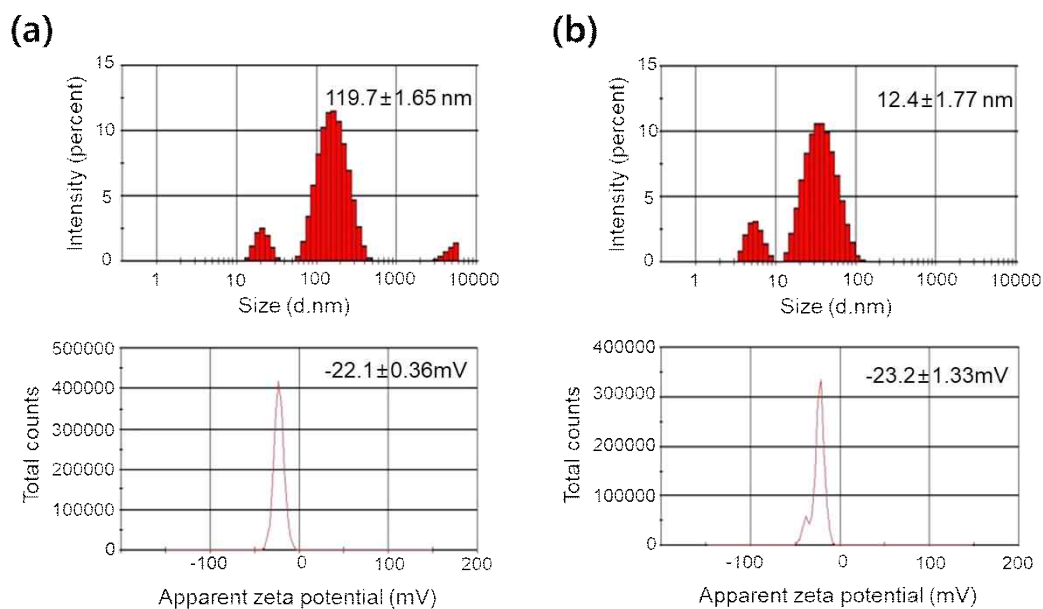 (a)
15
10
5
0
Intensity (percent)
119.7±1.65 nm
1 10 100 1000 10000
Size (d.nm)
(b)
15
10
5
0
Intensity (percent)
12.4±1.77 nm
1 10 100 1000 10000
Size (d.nm)
500000
400000
300000
200000
100000
0
Total counts
-22.1±0.36mV
-100 0 100 200
Apparent zeta potential (mV)
400000
300000
200000
100000
0
Total counts
-23.2±1.33mV
-100 0 100 200
Apparent zeta potential (mV)